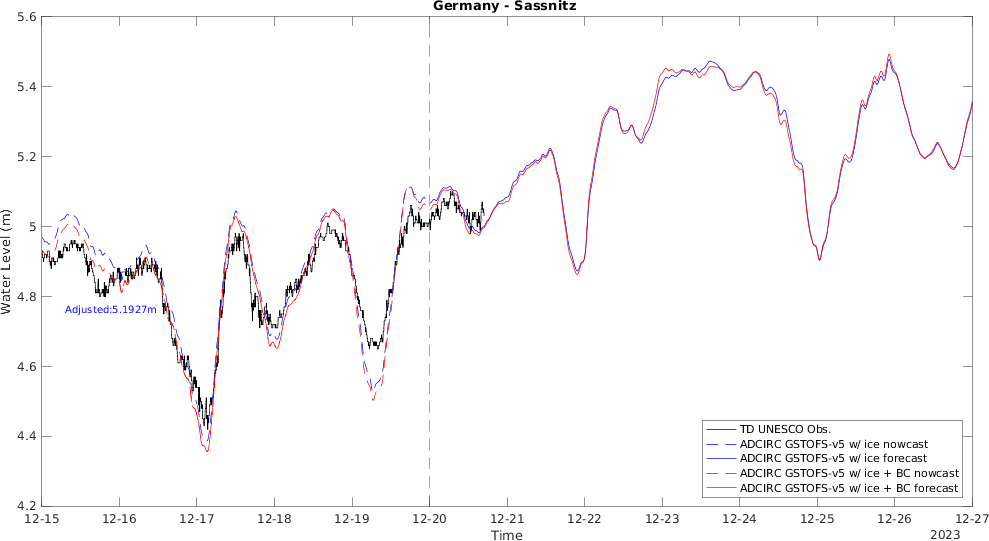 Germany - Sassnitz
5.6
5.4
5.2
5
4.8
4.6
4.4
4.2
Water Level (m)
Adjusted:5.1927m
TD UNESCO Obs.
ADCIRC GSTOFS-v5 w/ ice nowcast
ADCIRC GSTOFS-v5 w/ ice forecast
ADCIRC GSTOFS-v5 w/ ice + BC nowcast
ADCIRC GSTOFS-v5 w/ ice + BC forecast
12-15 12-16 12-17 12-18 12-19 12-20 12-21 12-22 12-23 12-24 12-25 12-26 12-27
Time
2023